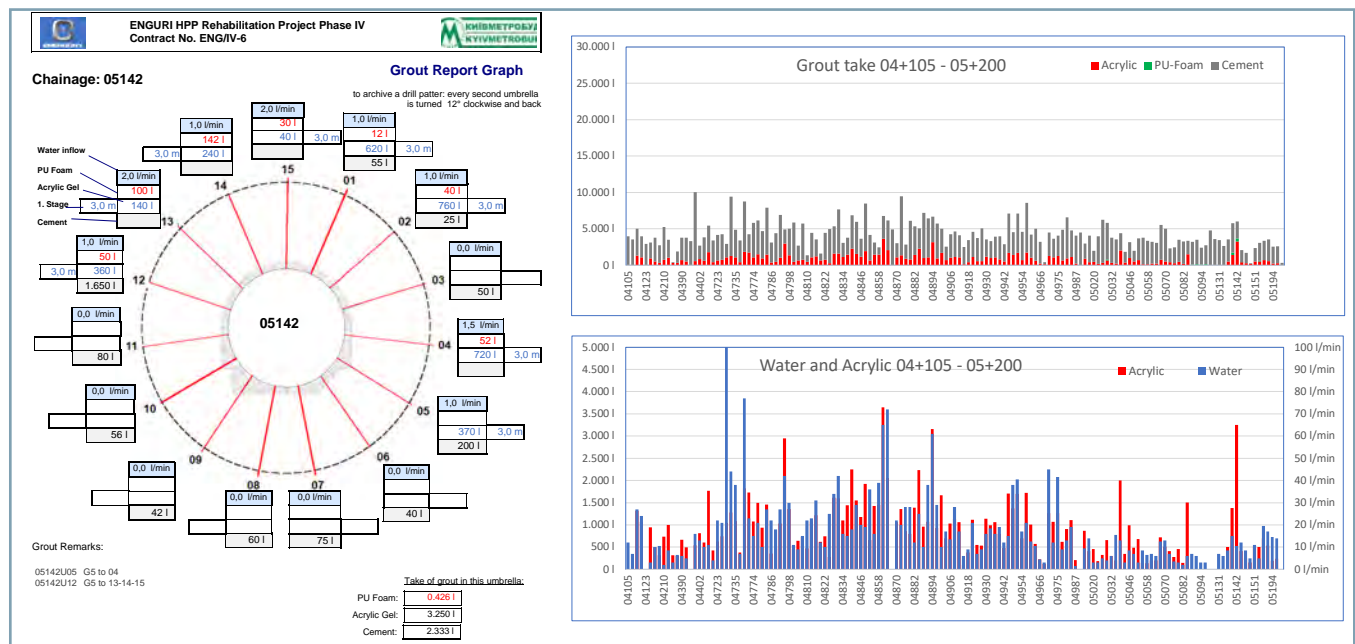 ENGURI HPP Rehabilitation Project Phase IV
Contract No. ENG/IV-6
КИЇВМЕТРОБУД
KYIVMETROBUD
Chainage: 05142
Grout Report Graph
to archive a drill patter: every second umbrella
is turned 12° clockwise and back
Water inflow
PU Foam
Acrylic Gel
1. Stage
Cement
2,0 l/min
30 l
40 l 3,0 m
15
1,0 l/min
12 l
620 l 3,0 m
55 l
01
1,0 l/min
40 l
760 l 3,0 m
25 l
02
0,0 l/min
50 l
03
1,5 l/min
52 l
720 l 3,0 m
04
1,0 l/min
370 l 3,0 m
200 l
05
0,0 l/min
40 l
06
0,0 l/min
75 l
07
0,0 l/min
60 l
08
0,0 l/min
42 l
09
0,0 l/min
56 l
10
0,0 l/min
80 l
11
1,0 l/min
50 l
3,0 m 360 l
1.650 l
12
2,0 l/min
100 l
3,0 m 140 l
13
1,0 l/min
142 l
3,0 m 240 l
14
05142
Grout Remarks:
05142U05 G5 to 04
05142U12 G5 to 13-14-15
Take of grout in this umbrella:
PU Foam: 0.426 l
Acrylic Gel: 3.250 l
Cement: 2.333 l
Grout take 04+105 - 05+200
Acrylic PU-Foam Cement
30.000 l
25.000 l
20.000 l
15.000 l
10.000 l
5.000 l
0 l
04105 04123 04210 04390 04402 04714 04735 04774 04786 04798 04810 04822 04834 04846 04858 04870 04882 04894 04906 04918 04930 04942 04954 04966 04975 04987 05020 05034 05046 05058 05070 05082 05094 05131 05142 05151 05194
Water and Acrylic 04+105 - 05+200
Acrylic Water
5.000 l 100 l/min
4.500 l 90 l/min
4.000 l 80 l/min
3.500 l 70 l/min
3.000 l 60 l/min
2.500 l 50 l/min
2.000 l 40 l/min
1.500 l 30 l/min
1.000 l 20 l/min
500 l 10 l/min
0 l 0 l/min
04105 04123 04210 04390 04402 04714 04735 04774 04786 04798 04810 04822 04834 04846 04858 04870 04882 04894 04906 04918 04930 04942 04954 04966 04975 04987 05020 05034 05046 05058 05070 05082 05094 05131 05142 05151 05194